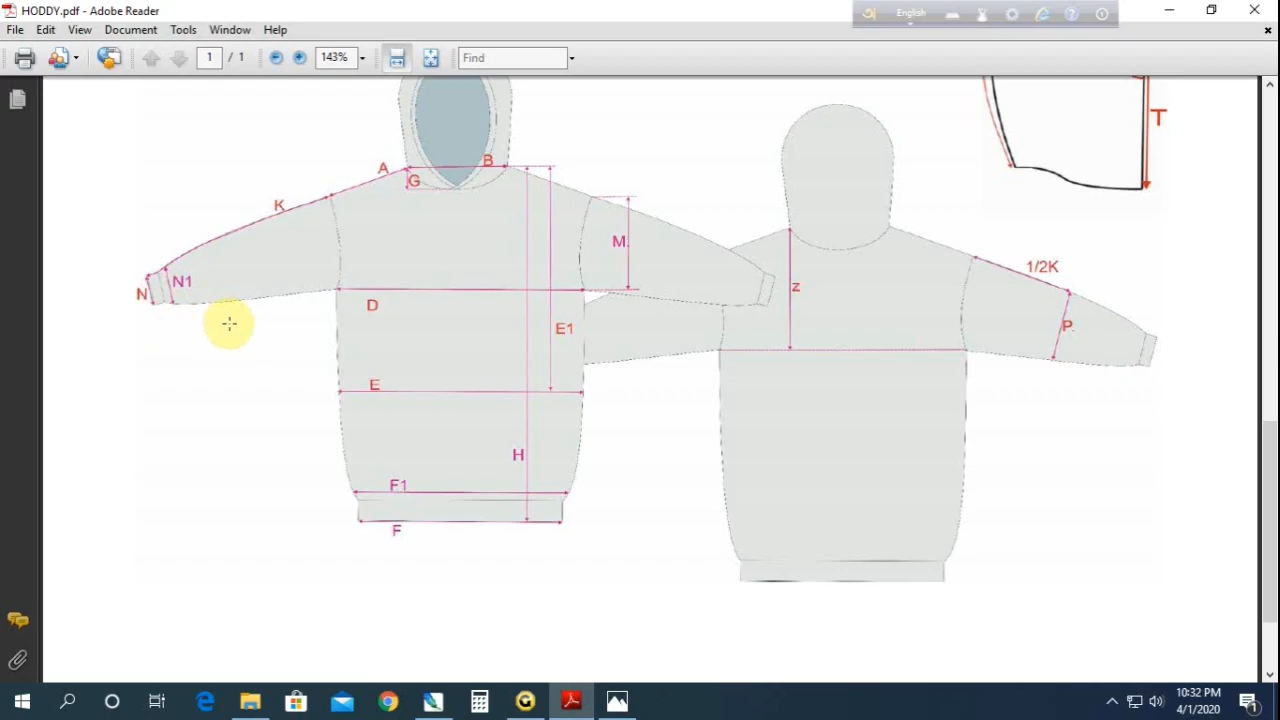 HODDY.pdf - Adobe Reader
English
File Edit View Document Tools Window Help
1 / 1 143% Find
T
A B
G
K
M.
N N1
D
E1
E
H
F1
F
1/2K
z
P.
10:32 PM
4/1/2020
1